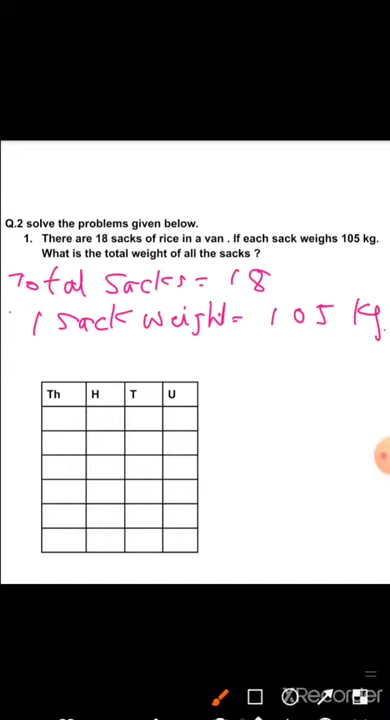 Q.2 solve the problems given below.
1. There are 18 sacks of rice in a van . If each sack weighs 105 kg.
What is the total weight of all the sacks ?
Total sacks = 18
1 sack weight = 105 kg.
Th H T U
XRecorder